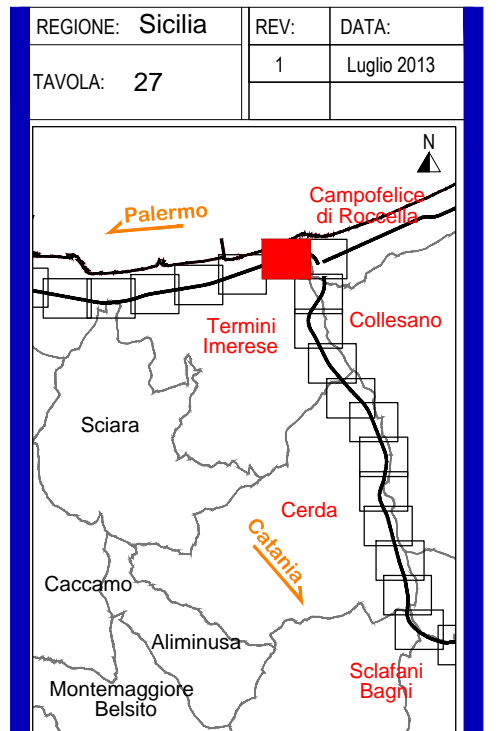 REGIONE: Sicilia
REV:
DATA:
1
Luglio 2013
TAVOLA: 27
N
Campofelice
di Roccella
Palermo
Termini
Imerese
Collesano
Sciara
Cerda
Catania
Caccamo
Aliminusa
Montemaggiore
Belsito
Sclafani
Bagni